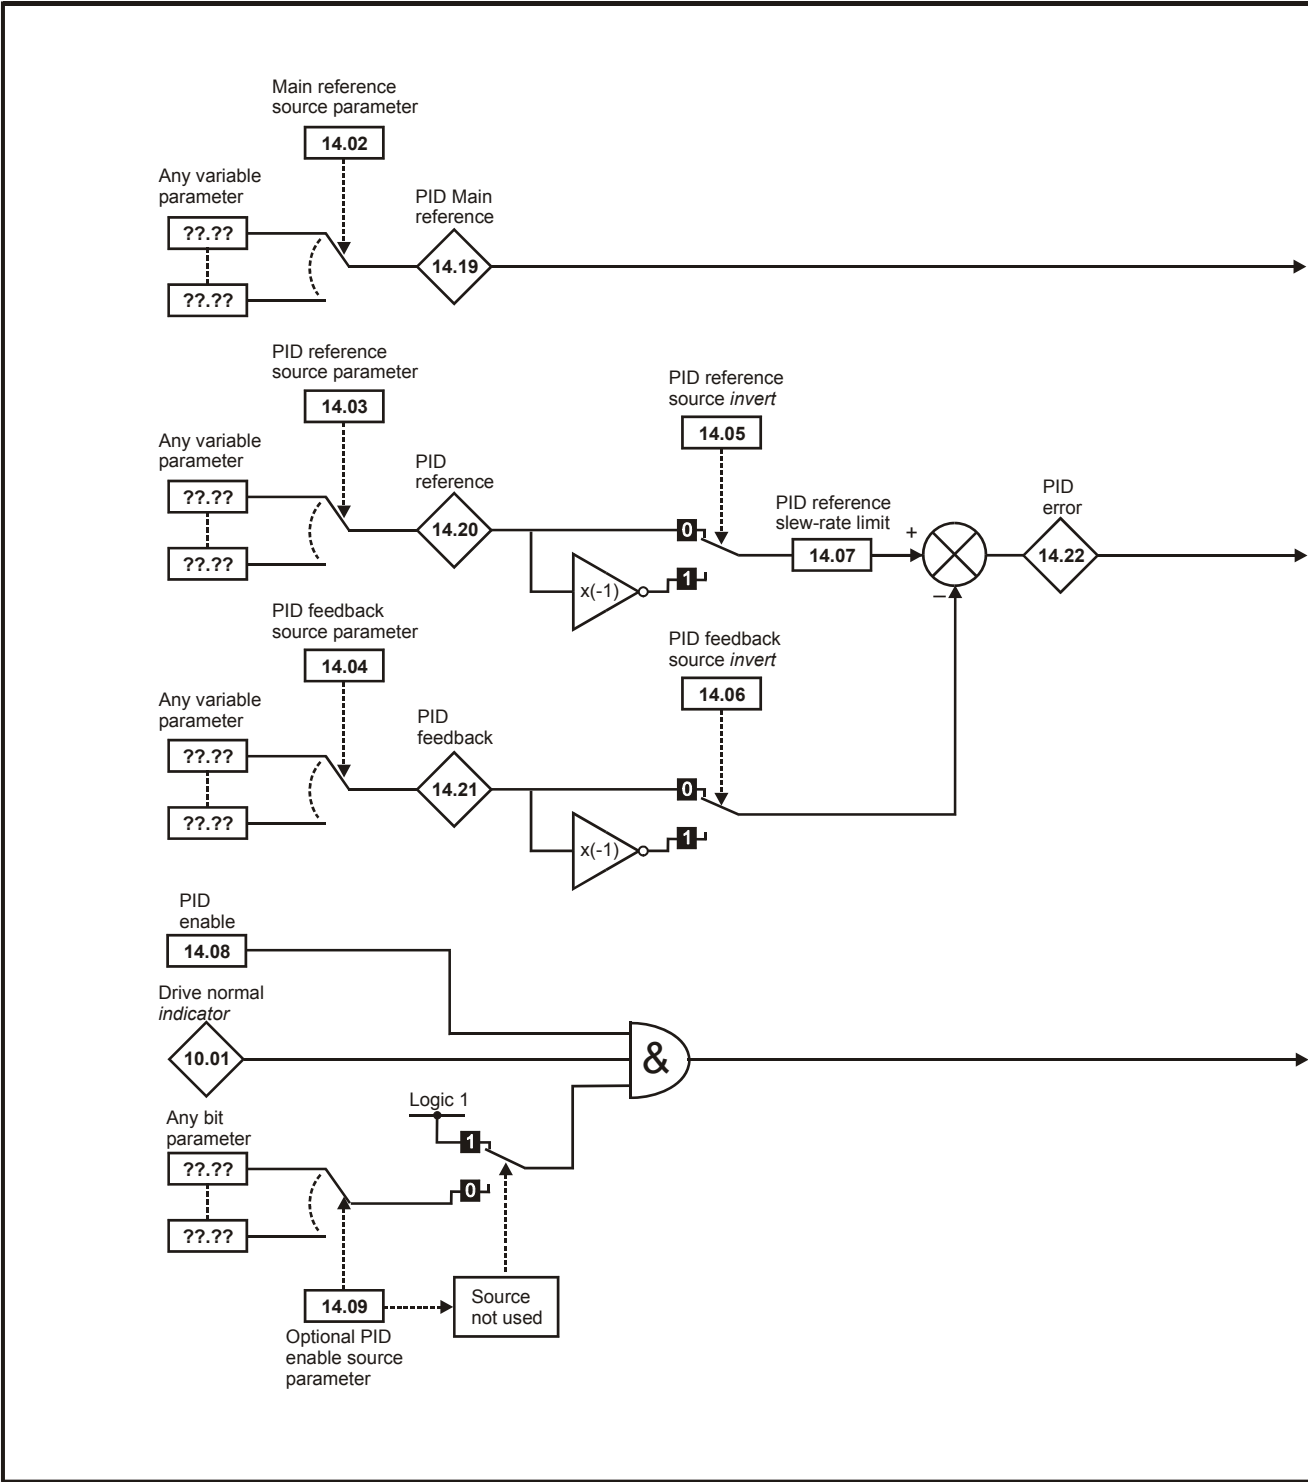 Main reference
source parameter
14.02
Any variable
parameter
??.??
??.??
PID Main
reference
14.19
PID reference
source parameter
14.03
Any variable
parameter
??.??
??.??
PID
reference
14.20
x(-1)
PID reference
source invert
14.05
0
1
PID reference
slew-rate limit
14.07
+
–
PID
error
14.22
PID feedback
source parameter
14.04
Any variable
parameter
??.??
??.??
PID
feedback
14.21
x(-1)
PID feedback
source invert
14.06
0
1
PID
enable
14.08
Drive normal
indicator
10.01
&
Logic 1
1
0
Any bit
parameter
??.??
??.??
14.09
Optional PID
enable source
parameter
Source
not used